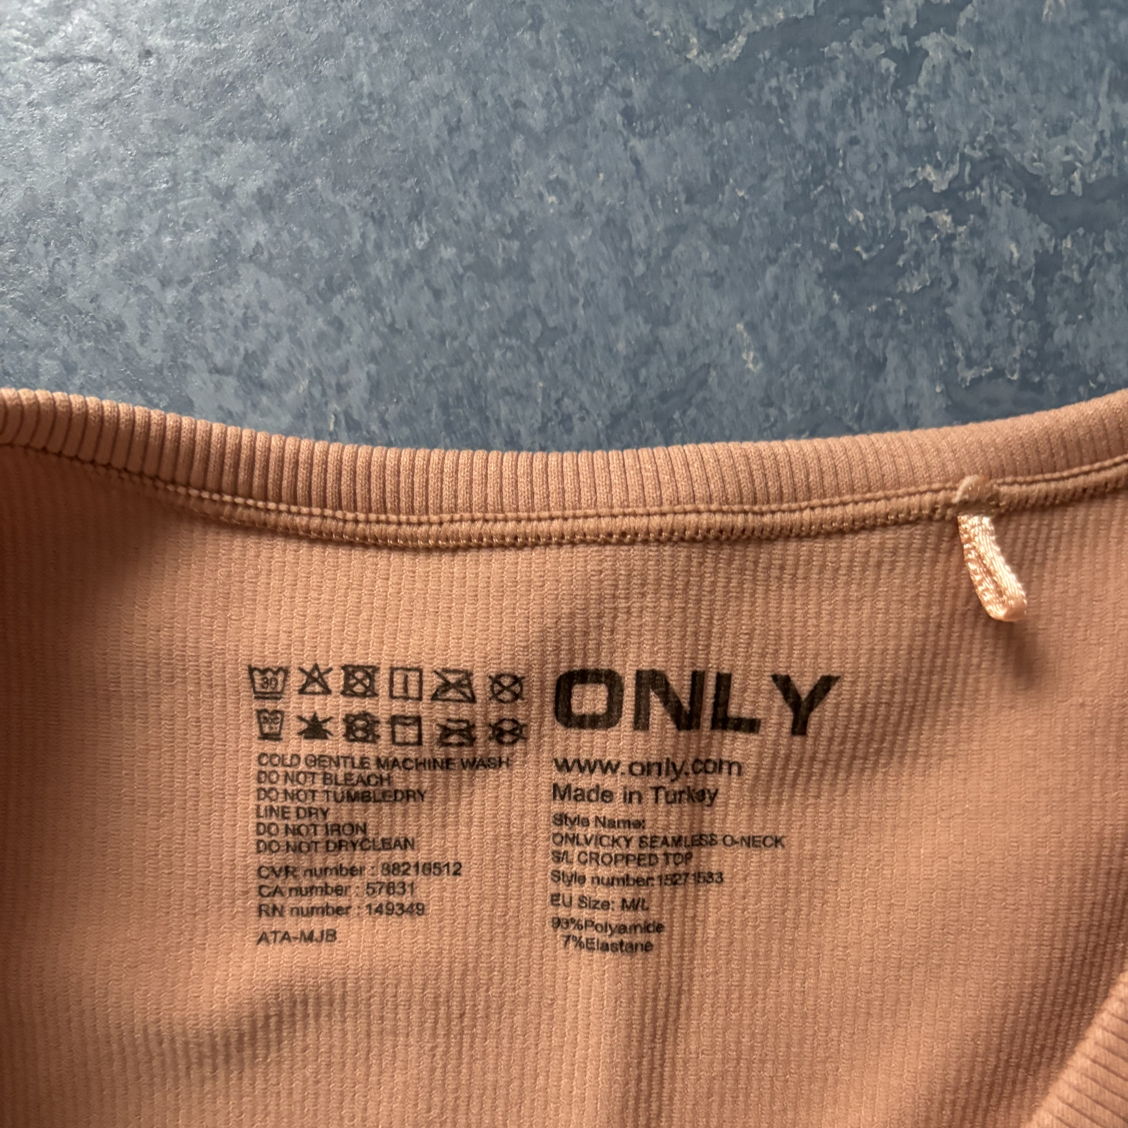 30
COLD GENTLE MACHINE WASH
DO NOT BLEACH
DO NOT TUMBLEDRY
LINE DRY
DO NOT IRON
DO NOT DRYCLEAN
CVR number : 88216512
CA number : 57631
RN number : 149349
ATA-MJB
ONLY
www.only.com
Made in Turkey
Style Name:
ONLVICKY SEAMLESS O-NECK
S/L CROPPED TOP
Style number:15271533
EU Size: M/L
93%Polyamide
7%Elastane